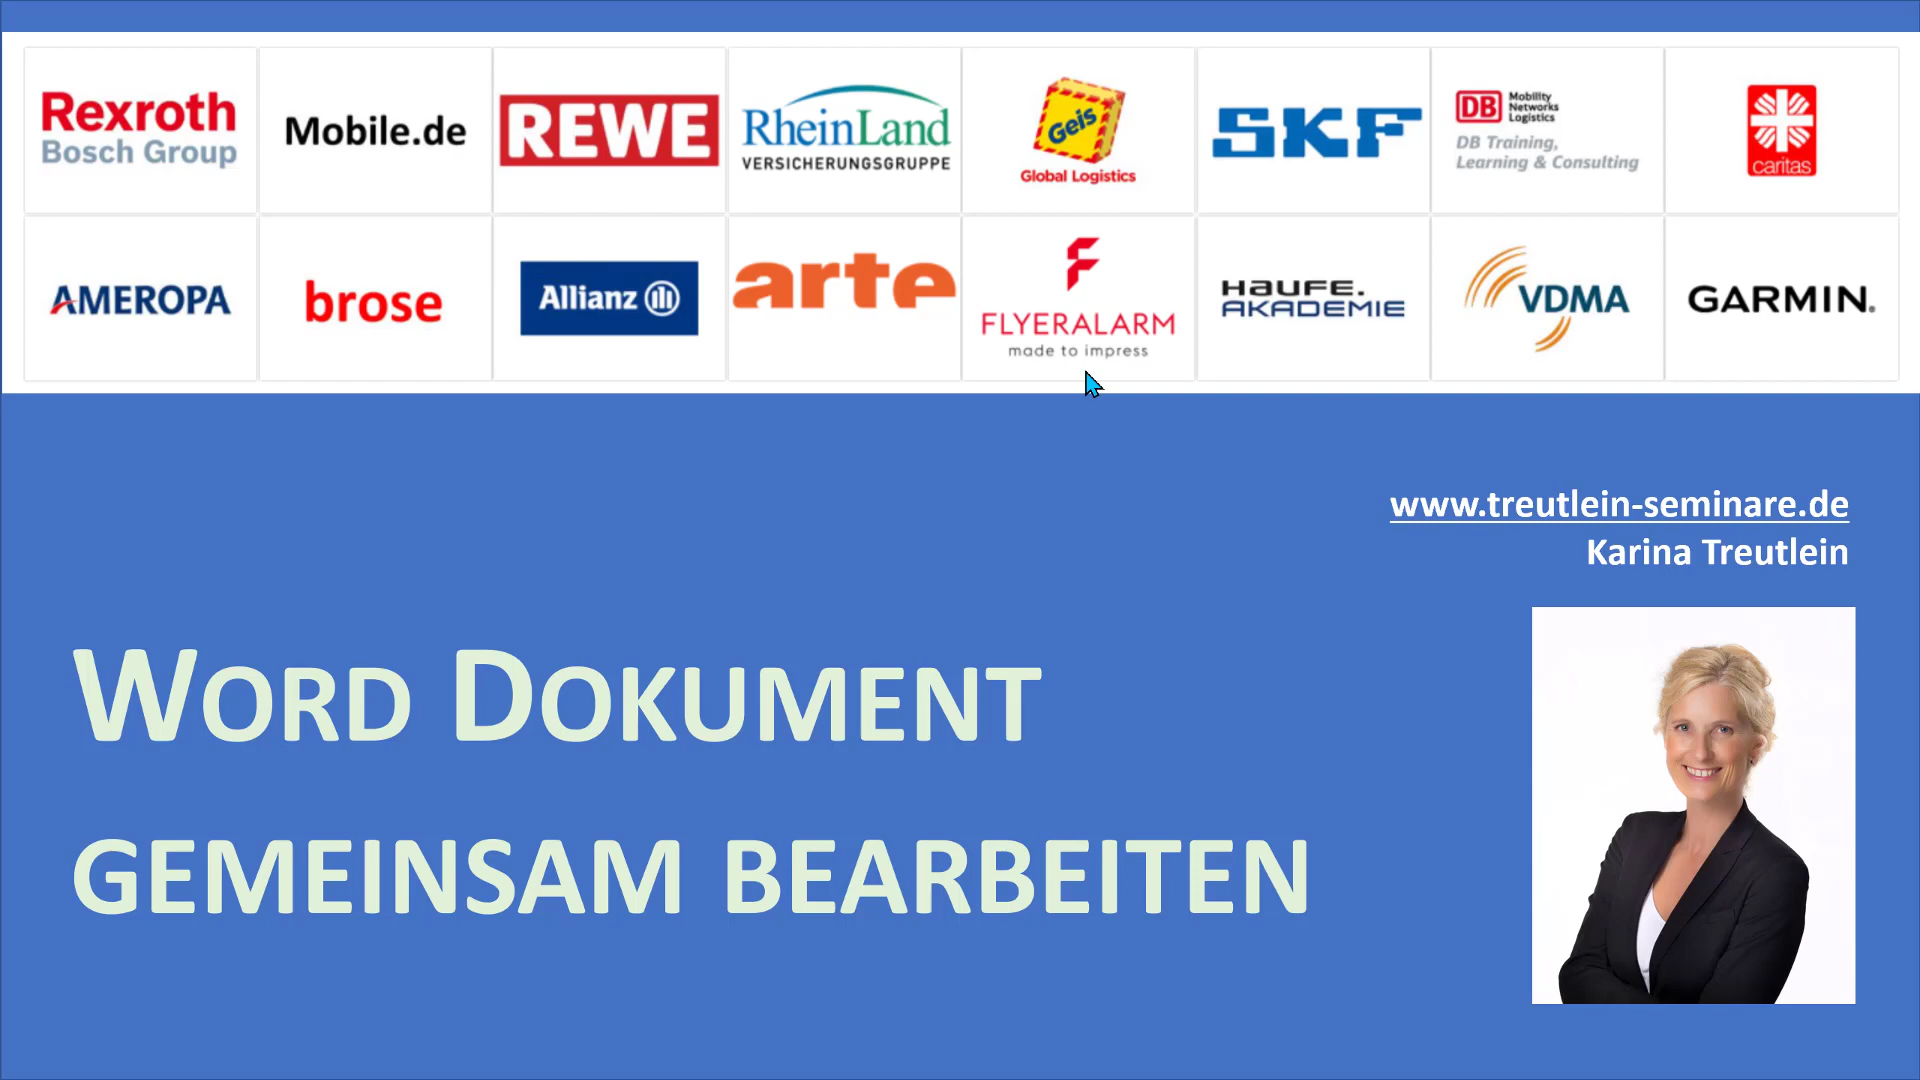 Rexroth
Bosch Group
Mobile.de
REWE
RheinLand
VERSICHERUNGSGRUPPE
Geis
Global Logistics
SKF
DB
Mobility
Networks
Logistics
DB Training,
Learning & Consulting
caritas
AMEROPA
brose
Allianz
arte
FLYERALARM
made to impress
HAUFE.
AKADEMIE
VDMA
GARMIN.
www.treutlein-seminare.de
Karina Treutlein
WORD DOKUMENT
GEMEINSAM BEARBEITEN